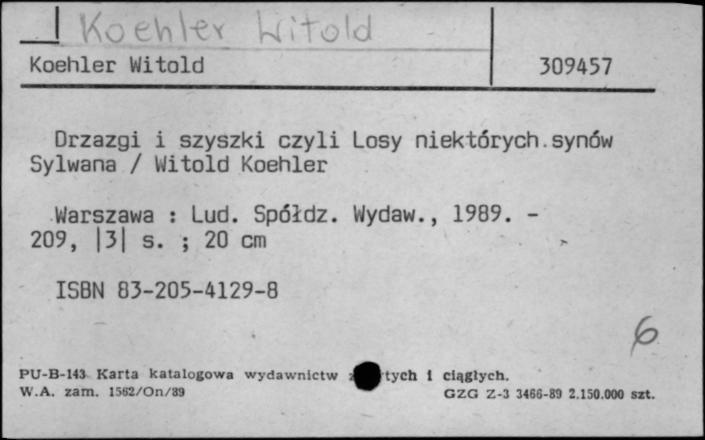 Koehler Witold
Koehler Witold 309457
Drzazgi i szyszki czyli Losy niektórych synów
Sylwana / Witold Koehler
Warszawa : Lud. Spółdz. Wydaw., 1989. -
209, |3| s. ; 20 cm
ISBN 83-205-4129-8
6
PU-B-143 Karta katalogowa wydawnictw i ciągłych.
W.A. zam. 1562/On/89 GZG Z-3 3466-89 2.150.000 szt.